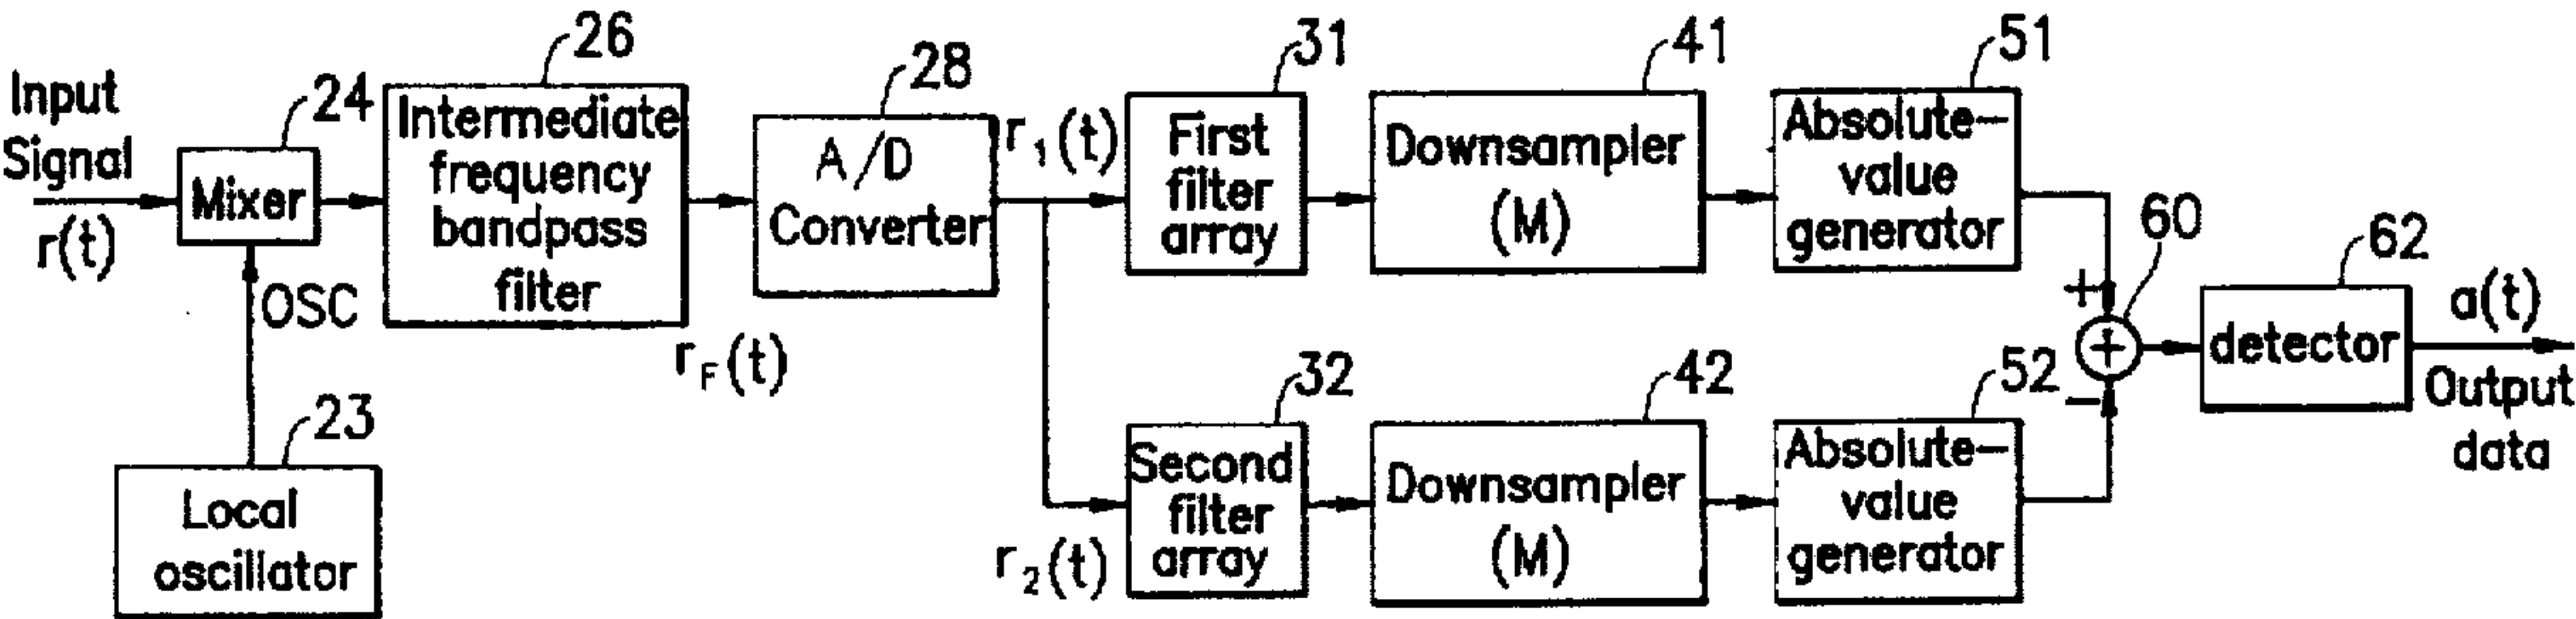 Input
Signal
r(t)
24
Mixer
OSC
23
Local
oscillator
26
Intermediate
frequency
bandpass
filter
r_F(t)
28
A/D
Converter
r₁(t)
31
First
filter
array
41
Downsampler
(M)
51
Absolute-
value
generator
r₂(t)
32
Second
filter
array
42
Downsampler
(M)
52
Absolute-
value
generator
+
60
+
−
62
detector
a(t)
Output
data